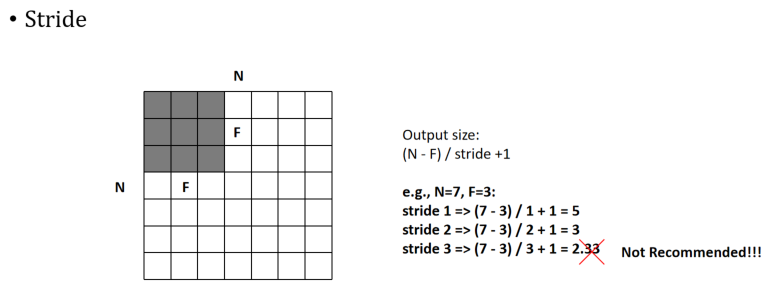 • Stride
N
F
N
F
Output size:
(N - F) / stride +1
e.g., N=7, F=3:
stride 1 => (7 - 3) / 1 + 1 = 5
stride 2 => (7 - 3) / 2 + 1 = 3
stride 3 => (7 - 3) / 3 + 1 = 2.33
Not Recommended!!!